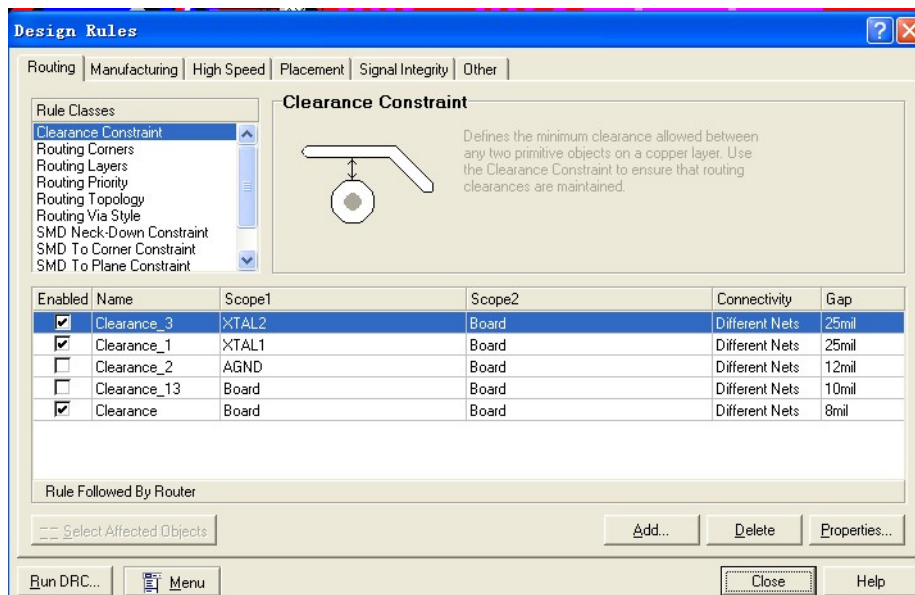 Design Rules
Routing Manufacturing High Speed Placement Signal Integrity Other
Rule Classes
Clearance Constraint
Routing Corners
Routing Layers
Routing Priority
Routing Topology
Routing Via Style
SMD Neck-Down Constraint
SMD To Corner Constraint
SMD To Plane Constraint
Clearance Constraint
Defines the minimum clearance allowed between
any two primitive objects on a copper layer. Use
the Clearance Constraint to ensure that routing
clearances are maintained.
Enabled Name Scope1 Scope2 Connectivity Gap
Clearance_3 XTAL2 Board Different Nets 25mil
Clearance_1 XTAL1 Board Different Nets 25mil
Clearance_2 AGND Board Different Nets 12mil
Clearance_13 Board Board Different Nets 10mil
Clearance Board Board Different Nets 8mil
Rule Followed By Router
Select Affected Objects Add... Delete Properties...
Run DRC... Menu Close Help